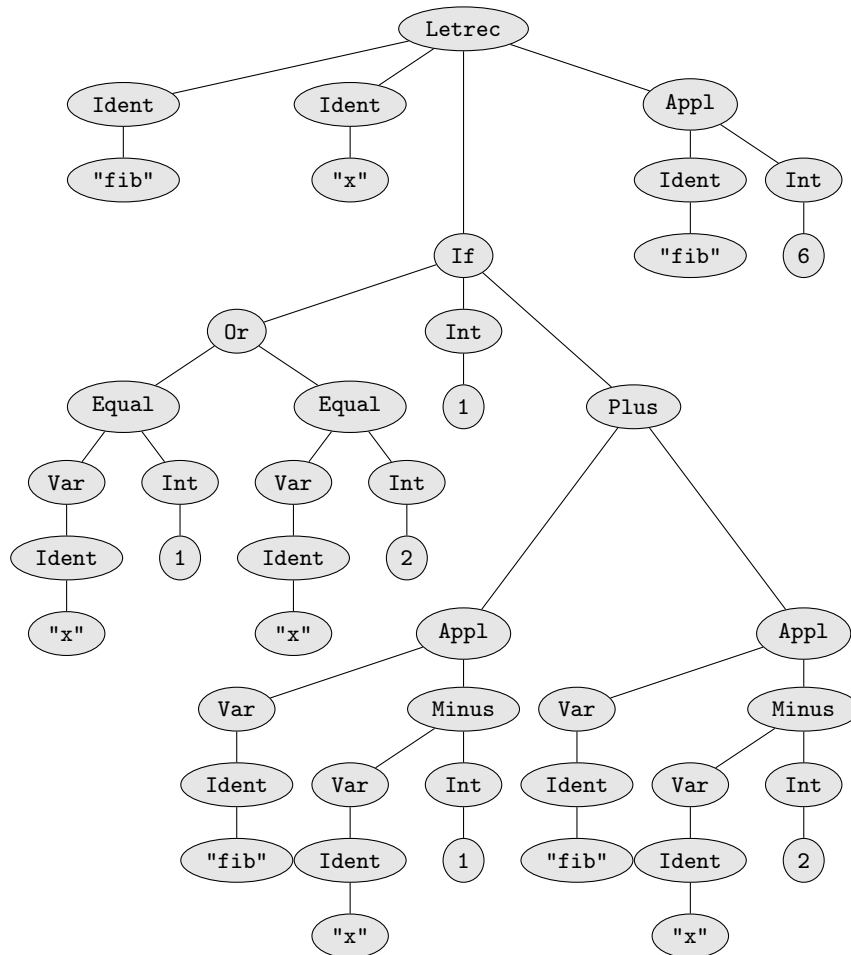 Letrec
Ident Ident Appl
"fib" "x" Ident Int
If "fib" 6
Or Int
Equal Equal 1 Plus
Var Int Var Int
Ident 1 Ident 2
"x" "x" Appl Appl
Var Minus Var Minus
Ident Var Int Ident Var Int
"fib" Ident 1 "fib" Ident 2
"x" "x"